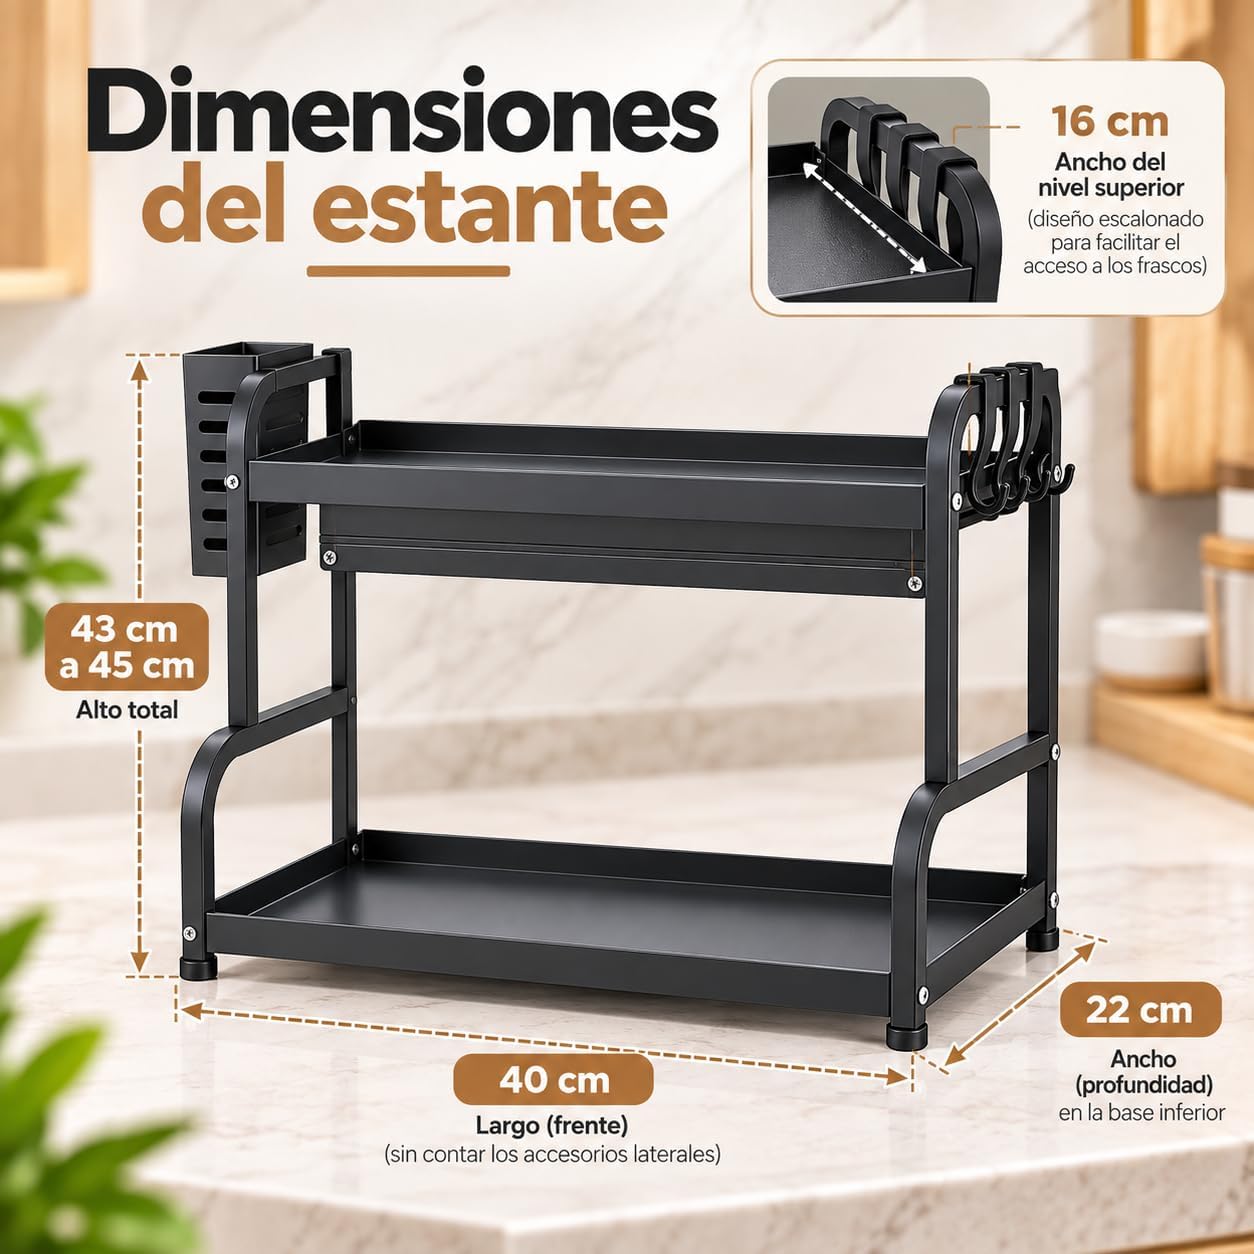 Dimensiones
del estante
16 cm
Ancho del
nivel superior
(diseño escalonado
para facilitar el
acceso a los frascos)
43 cm
a 45 cm
Alto total
40 cm
Largo (frente)
(sin contar los accesorios laterales)
22 cm
Ancho
(profundidad)
en la base inferior